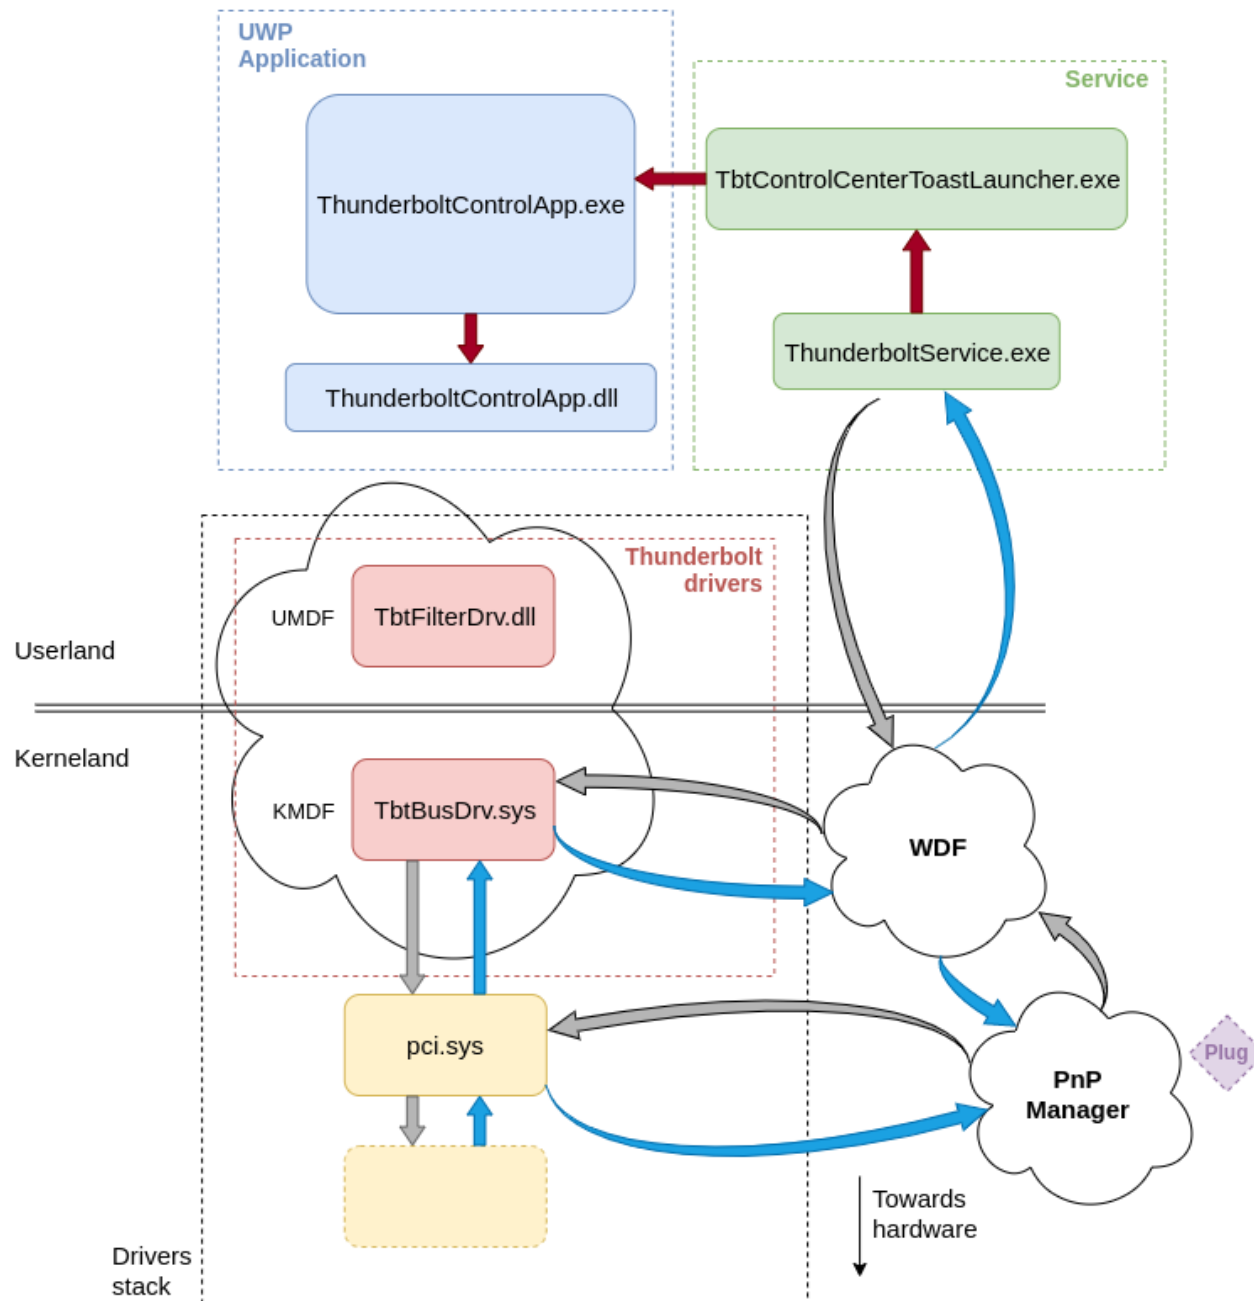 UWP
Application
Service
ThunderboltControlApp.exe
TbtControlCenterToastLauncher.exe
ThunderboltService.exe
ThunderboltControlApp.dll
Thunderbolt
drivers
UMDF
TbtFilterDrv.dll
Userland
Kerneland
KMDF
TbtBusDrv.sys
WDF
pci.sys
Plug
PnP
Manager
Towards
hardware
Drivers
stack